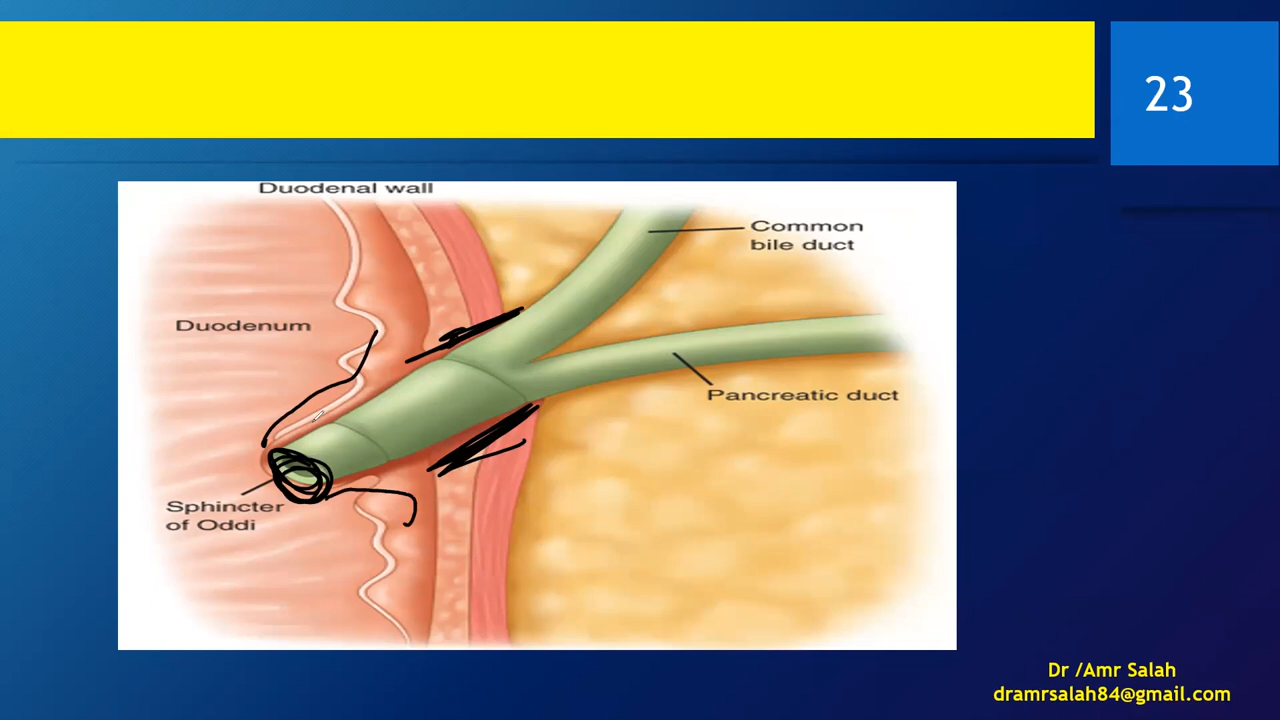 23
Duodenal wall
Common
bile duct
Duodenum
Pancreatic duct
Sphincter
of Oddi
Dr /Amr Salah
dramrsalah84@gmail.com